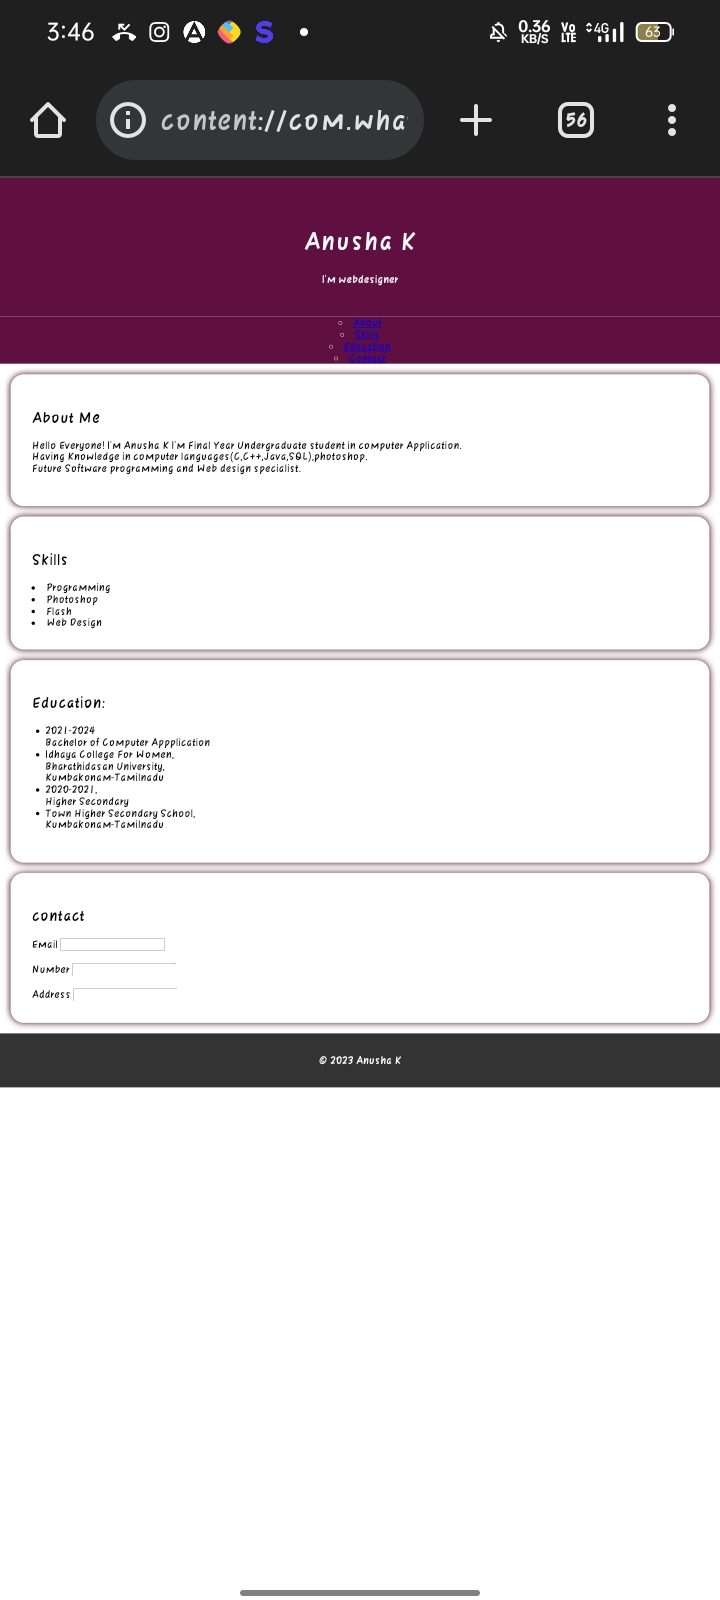 3:46
0.36
KB/S
Vo
LTE
4G
63
content://com.wha
56
Anusha K
I'm webdesigner
About
Skills
Education
Contact
About Me
Hello Everyone! I'm Anusha K I'm Final Year Undergraduate student in computer Application.
Having Knowledge in computer languages(C,C++,Java,SQL),photoshop.
Future Software programming and Web design specialist.
Skills
Programming
Photoshop
Flash
Web Design
Education:
2021-2024
Bachelor of Computer Appplication
Idhaya College For Women,
Bharathidasan University,
Kumbakonam-Tamilnadu
2020-2021,
Higher Secondary
Town Higher Secondary School,
Kumbakonam-Tamilnadu
contact
Email
Number
Address
© 2023 Anusha K